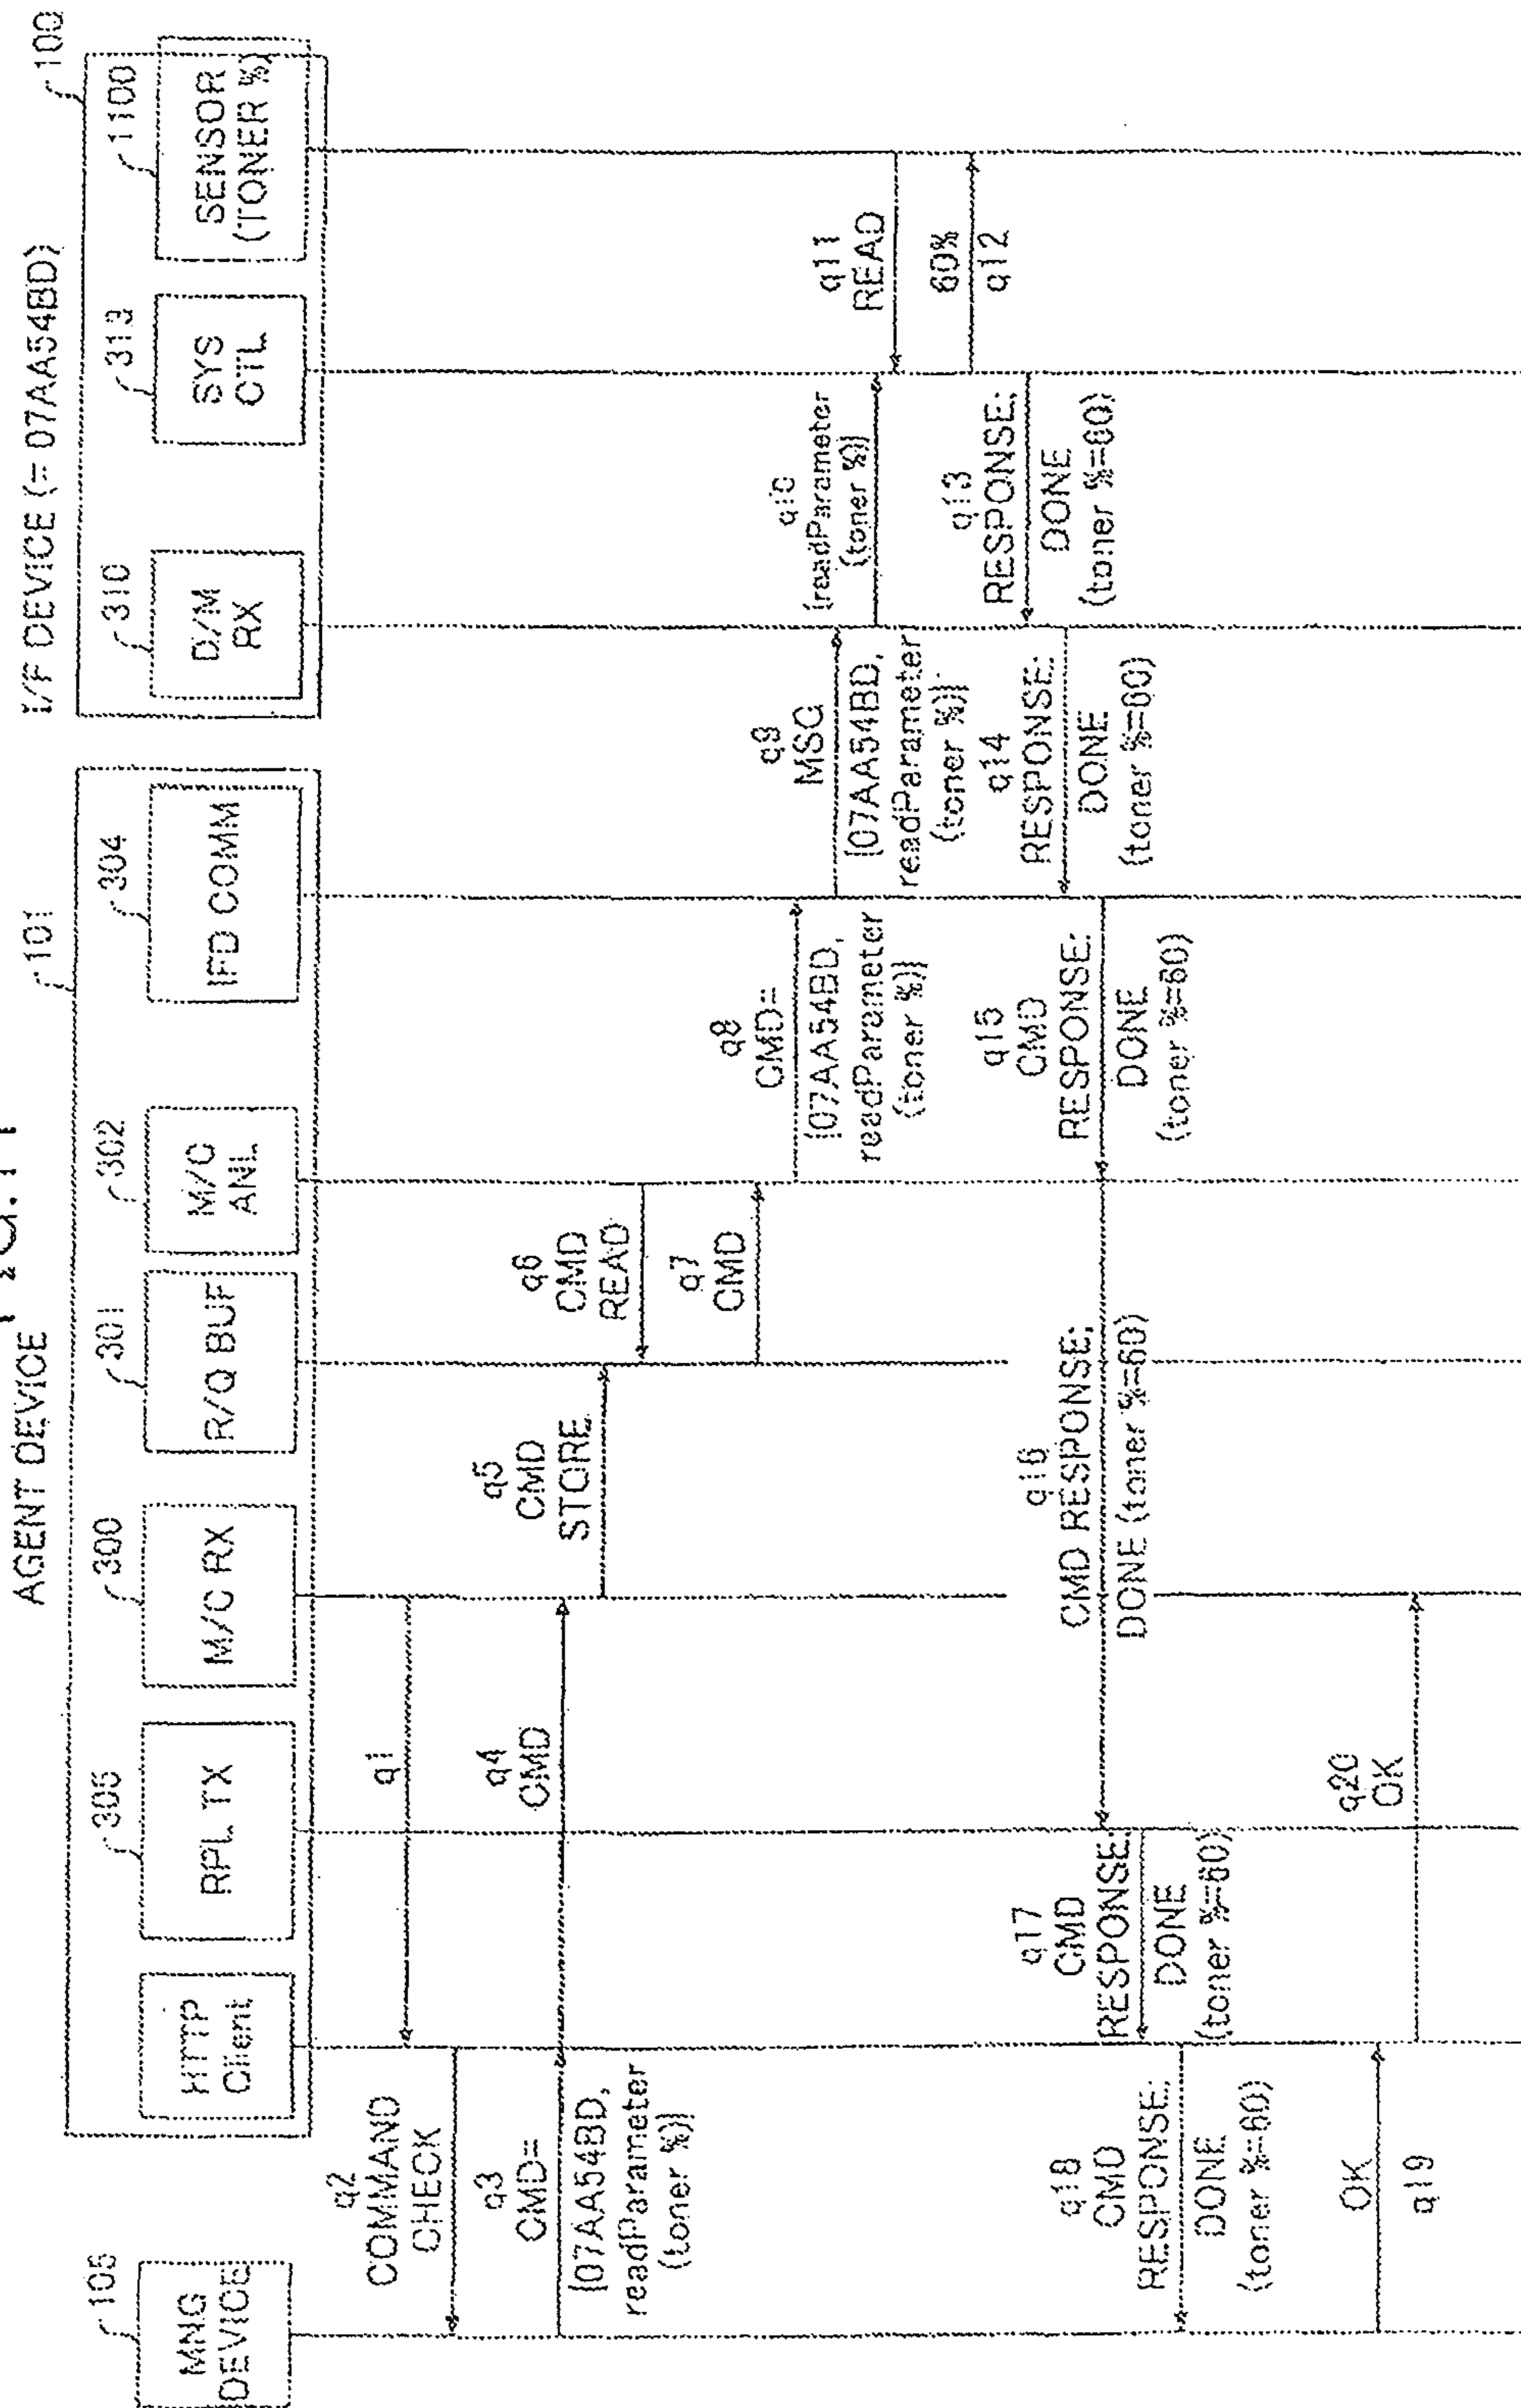 AGENT DEVICE
I/F DEVICE (= 07AA54BD)
105
MNG
DEVICE
HTTP
Client
305
RPL TX
300
M/C RX
301
R/Q BUF
302
M/C
ANL
101
304
IFD COMM
310
D/M
RX
313
SYS
CTL
100
1100
SENSOR
(TONER %)
q1
q2
COMMAND
CHECK
q3
CMD=
[07AA54BD,
readParameter
(toner %)]
q4
CMD
q5
CMD
STORE
q6
CMD
READ
q7
CMD
q8
CMD=
[07AA54BD,
readParameter
(toner %)]
q9
MSG
[07AA54BD,
readParameter
(toner %)]
q10
[readParameter
(toner %)]
q11
READ
60%
q12
q13
RESPONSE:
DONE
(toner %=60)
q14
RESPONSE:
DONE
(toner %=60)
q15
CMD
RESPONSE:
DONE
(toner %=60)
q16
CMD RESPONSE:
DONE (toner %=60)
q17
CMD
RESPONSE:
DONE
(toner %=60)
q18
CMD
RESPONSE:
DONE
(toner %=60)
OK
q19
q20
OK